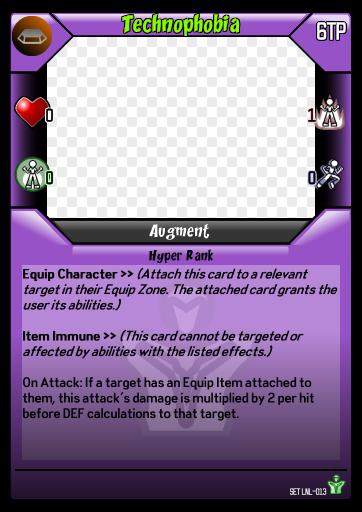 Technophobia
6TP
0
1
0
0
Augment
Hyper Rank
Equip Character >> (Attach this card to a relevant
target in their Equip Zone. The attached card grants the
user its abilities.)
Item Immune >> (This card cannot be targeted or
affected by abilities with the listed effects.)
On Attack: If a target has an Equip Item attached to
them, this attack's damage is multiplied by 2 per hit
before DEF calculations to that target.
SET LNL-013